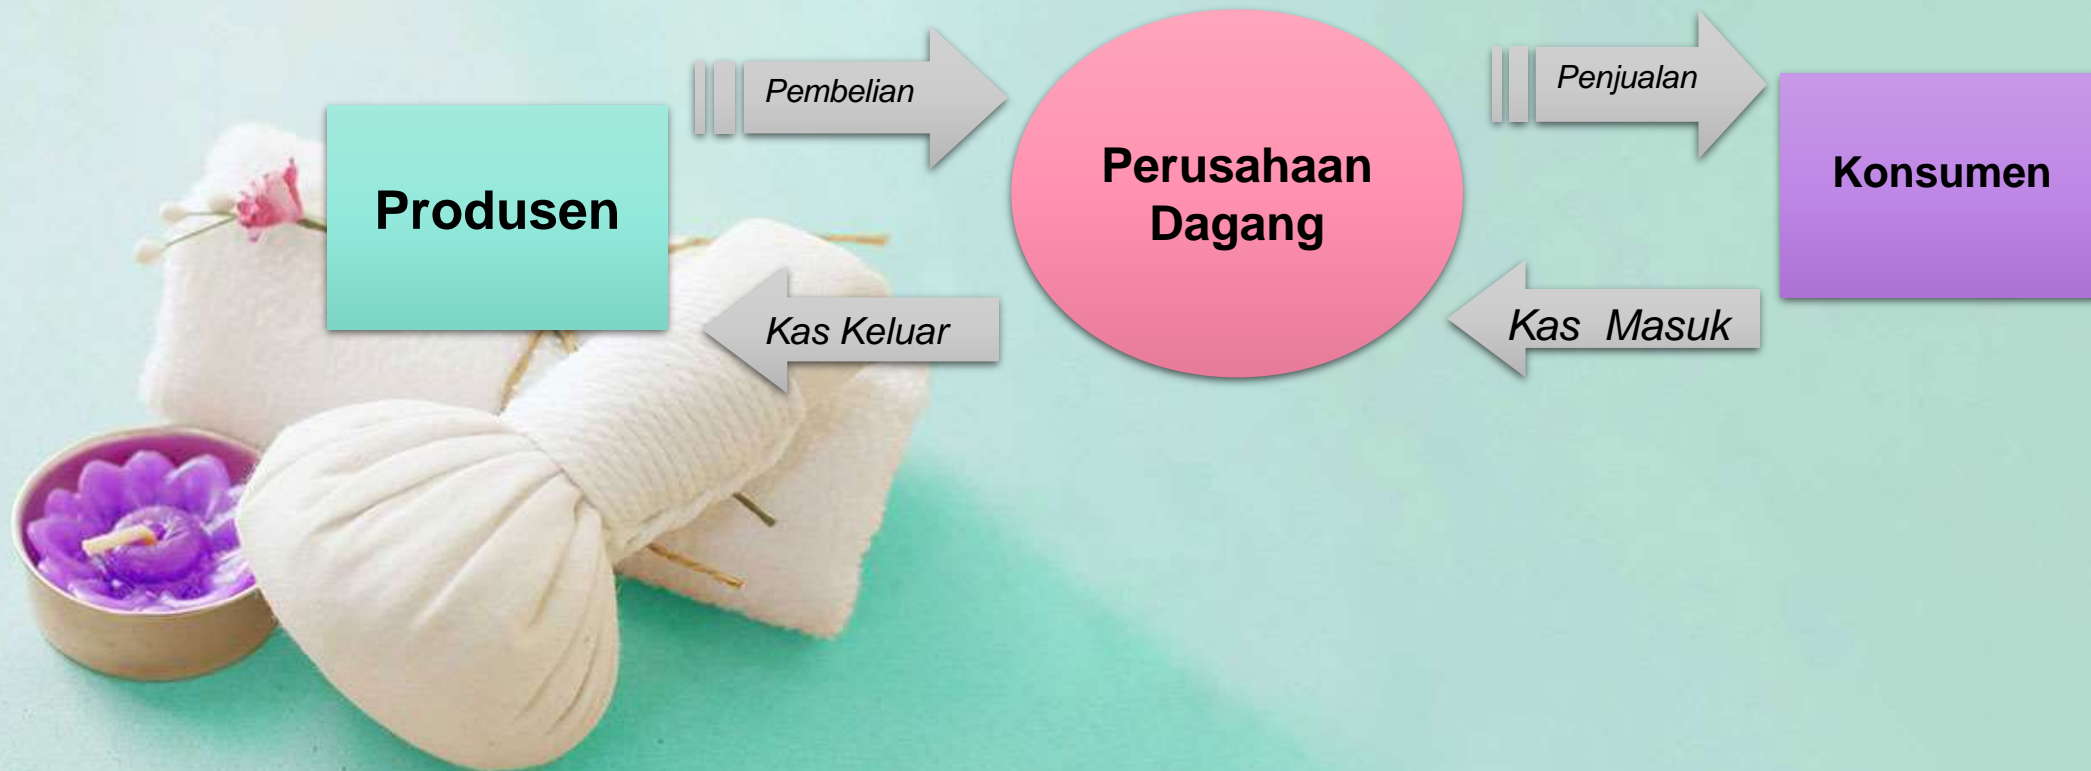 Pembelian
Penjualan
Produsen
Perusahaan
Dagang
Konsumen
Kas Keluar
Kas Masuk